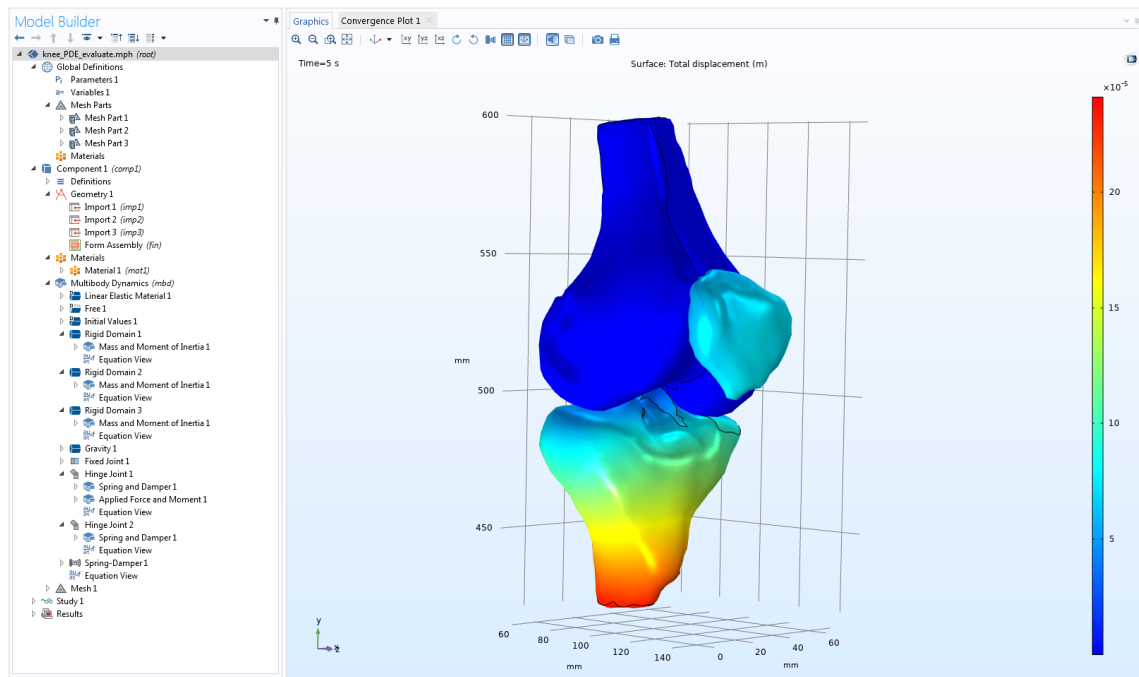 Model Builder
knee_PDE_evaluate.mph (root)
Global Definitions
Pi Parameters 1
a= Variables 1
Mesh Parts
Mesh Part 1
Mesh Part 2
Mesh Part 3
Materials
Component 1 (comp1)
Definitions
Geometry 1
Import 1 (imp1)
Import 2 (imp2)
Import 3 (imp3)
Form Assembly (fin)
Materials
Material 1 (mat1)
Multibody Dynamics (mbd)
Linear Elastic Material 1
Free 1
Initial Values 1
Rigid Domain 1
Mass and Moment of Inertia 1
Equation View
Rigid Domain 2
Mass and Moment of Inertia 1
Equation View
Rigid Domain 3
Mass and Moment of Inertia 1
Equation View
Gravity 1
Fixed Joint 1
Hinge Joint 1
Spring and Damper 1
Applied Force and Moment 1
Equation View
Hinge Joint 2
Spring and Damper 1
Equation View
Spring-Damper 1
Equation View
Mesh 1
Study 1
Results
Graphics Convergence Plot 1
xy yz xz
Time=5 s Surface: Total displacement (m)
×10⁻⁵
600
550
mm
500
450
20
15
10
5
60 80 100 120 140 0 20 40 60
mm mm
y
z